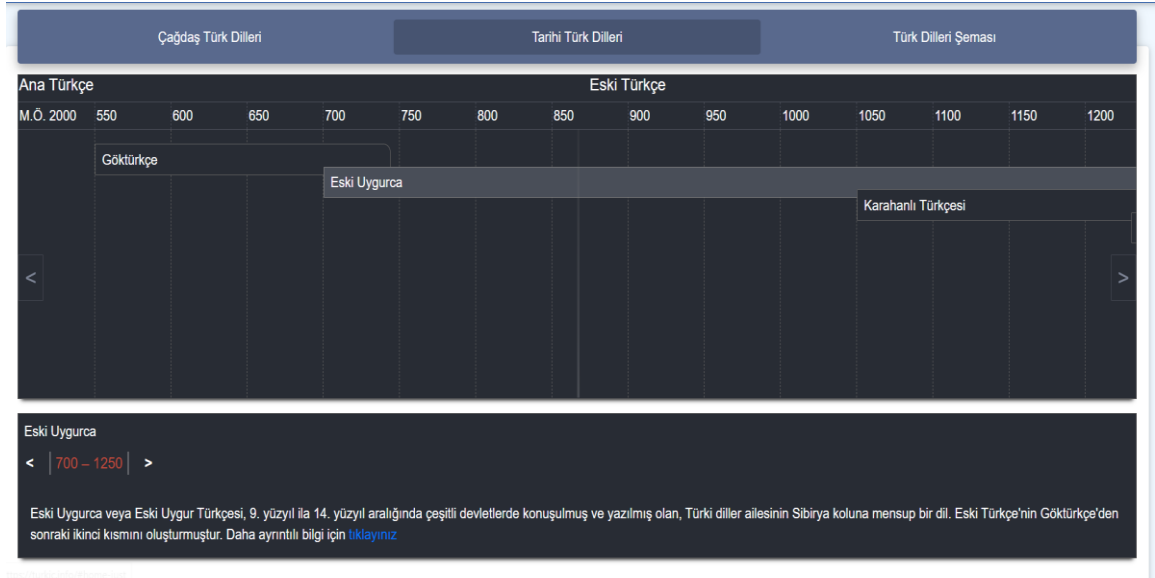 Çağdaş Türk Dilleri Tarihi Türk Dilleri Türk Dilleri Şeması
Ana Türkçe Eski Türkçe
M.Ö. 2000 550 600 650 700 750 800 850 900 950 1000 1050 1100 1150 1200
Göktürkçe
Eski Uygurca
Karahanlı Türkçesi
< >
Eski Uygurca
< 700 – 1250 >
Eski Uygurca veya Eski Uygur Türkçesi, 9. yüzyıl ila 14. yüzyıl aralığında çeşitli devletlerde konuşulmuş ve yazılmış olan, Türki diller ailesinin Sibirya koluna mensup bir dil. Eski Türkçe'nin Göktürkçe'den
sonraki ikinci kısmını oluşturmuştur. Daha ayrıntılı bilgi için tıklayınız